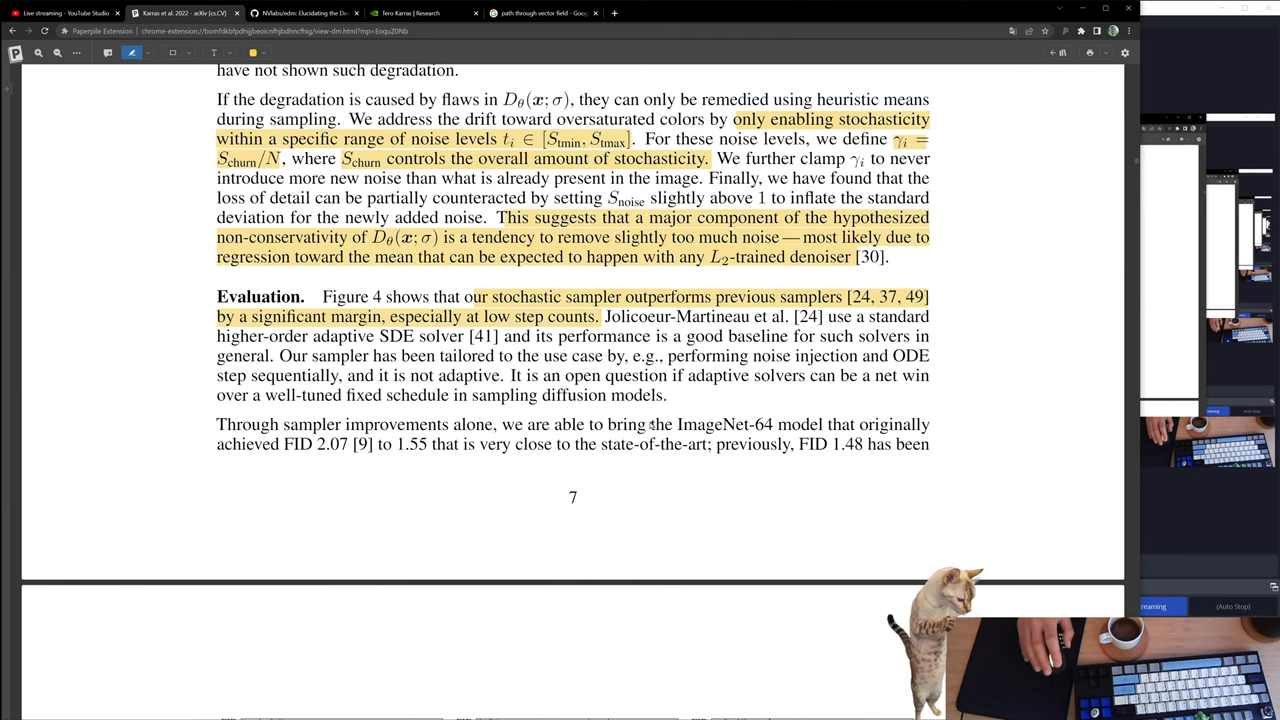 Live streaming - YouTube Studio
Karras et al. 2022 - arXiv [cs.CV]
NVlabs/edm: Elucidating the De
Tero Karras | Research
path through vector field - Goog
Paperpile Extension
chrome-extension://bomfdkbfpdhijjbeoicnfhjbdhncfhig/view-dm.html?mp=EoquZ0Nb
have not shown such degradation.
If the degradation is caused by flaws in Dθ(x; σ), they can only be remedied using heuristic means
during sampling. We address the drift toward oversaturated colors by only enabling stochasticity
within a specific range of noise levels tᵢ ∈ [Stmin, Stmax]. For these noise levels, we define γᵢ =
Schurn/N, where Schurn controls the overall amount of stochasticity. We further clamp γᵢ to never
introduce more new noise than what is already present in the image. Finally, we have found that the
loss of detail can be partially counteracted by setting Snoise slightly above 1 to inflate the standard
deviation for the newly added noise. This suggests that a major component of the hypothesized
non-conservativity of Dθ(x; σ) is a tendency to remove slightly too much noise — most likely due to
regression toward the mean that can be expected to happen with any L₂-trained denoiser [30].
Evaluation. Figure 4 shows that our stochastic sampler outperforms previous samplers [24, 37, 49]
by a significant margin, especially at low step counts. Jolicoeur-Martineau et al. [24] use a standard
higher-order adaptive SDE solver [41] and its performance is a good baseline for such solvers in
general. Our sampler has been tailored to the use case by, e.g., performing noise injection and ODE
step sequentially, and it is not adaptive. It is an open question if adaptive solvers can be a net win
over a well-tuned fixed schedule in sampling diffusion models.
Through sampler improvements alone, we are able to bring the ImageNet-64 model that originally
achieved FID 2.07 [9] to 1.55 that is very close to the state-of-the-art; previously, FID 1.48 has been
7
reaming
(Auto Stop)